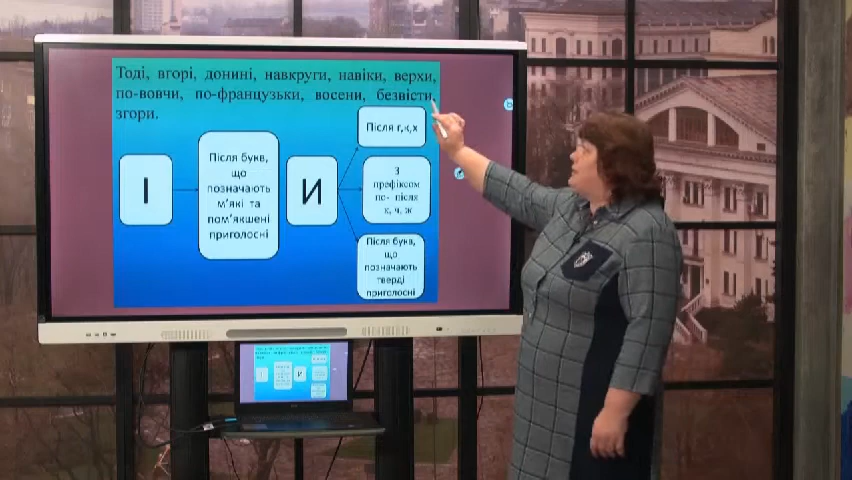 Тоді, вгорі, донині, навкруги, навіки, верхи,
по-вовчи, по-французьки, восени, безвісти,
згори.
І
Після букв,
що
позначають
м'які та
пом'якшені
приголосні
И
Після г,к,х
З
префіксом
по- після
к, ч, ж
Після букв,
що
позначають
тверді
приголосні